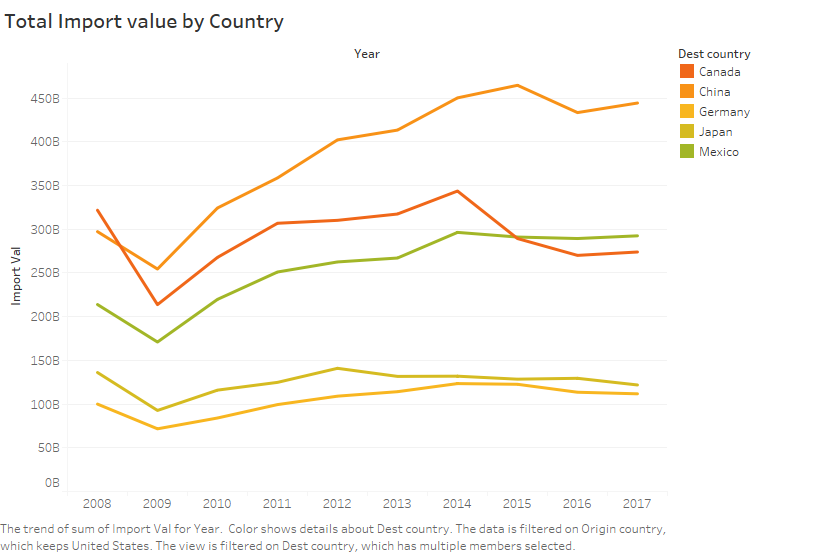 Total Import value by Country
Year
Dest country
Canada
China
Germany
Japan
Mexico
Import Val
450B
400B
350B
300B
250B
200B
150B
100B
50B
0B
2008 2009 2010 2011 2012 2013 2014 2015 2016 2017
The trend of sum of Import Val for Year.  Color shows details about Dest country. The data is filtered on Origin country,
which keeps United States. The view is filtered on Dest country, which has multiple members selected.